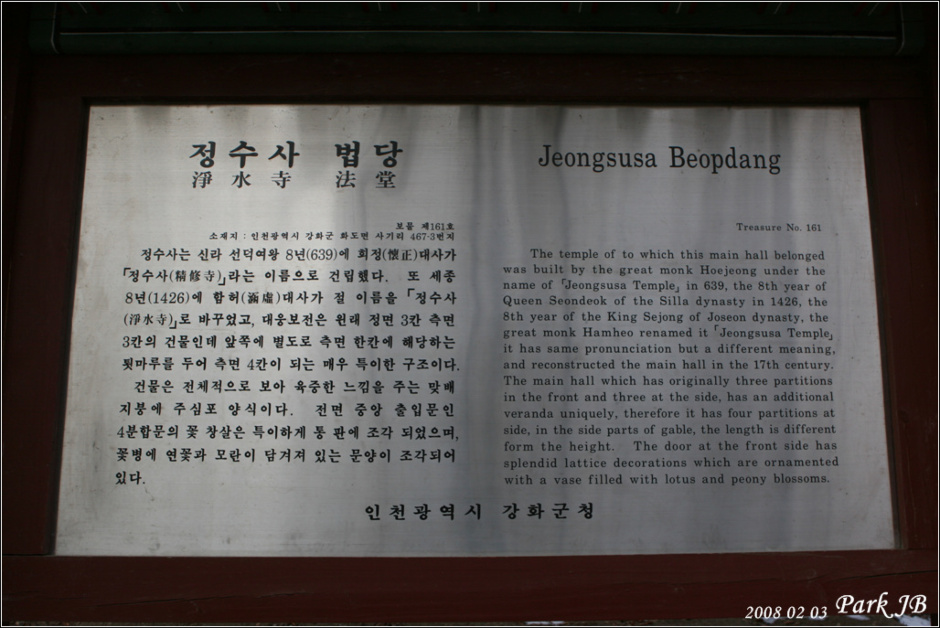 정수사 법당
淨水寺 法堂
보물 제161호
소재지 : 인천광역시 강화군 화도면 사기리 467-3번지
정수사는 신라 선덕여왕 8년(639)에 회정(懷正)대사가
「정수사(精修寺)」라는 이름으로 건립했다. 또 세종
8년(1426)에 함허(涵虛)대사가 절 이름을 「정수사
(淨水寺)」로 바꾸었고, 대웅보전은 원래 정면 3칸 측면
3칸의 건물인데 앞쪽에 별도로 측면 한칸에 해당하는
툇마루를 두어 측면 4칸이 되는 매우 특이한 구조이다.
건물은 전체적으로 보아 육중한 느낌을 주는 맞배
지붕에 주심포 양식이다. 전면 중앙 출입문인
4분합문의 꽃 창살은 특이하게 통 판에 조각 되었으며,
꽃병에 연꽃과 모란이 담겨져 있는 문양이 조각되어
있다.
Jeongsusa Beopdang
Treasure No. 161
The temple of to which this main hall belonged
was built by the great monk Hoejeong under the
name of 「Jeongsusa Temple」 in 639, the 8th year of
Queen Seondeok of the Silla dynasty in 1426, the
8th year of the King Sejong of Joseon dynasty, the
great monk Hamheo renamed it 「Jeongsusa Temple」
it has same pronunciation but a different meaning,
and reconstructed the main hall in the 17th century.
The main hall which has originally three partitions
in the front and three at the side, has an additional
veranda uniquely, therefore it has four partitions at
side, in the side parts of gable, the length is different
form the height. The door at the front side has
splendid lattice decorations which are ornamented
with a vase filled with lotus and peony blossoms.
인천광역시 강화군청
2008 02 03 Park JB